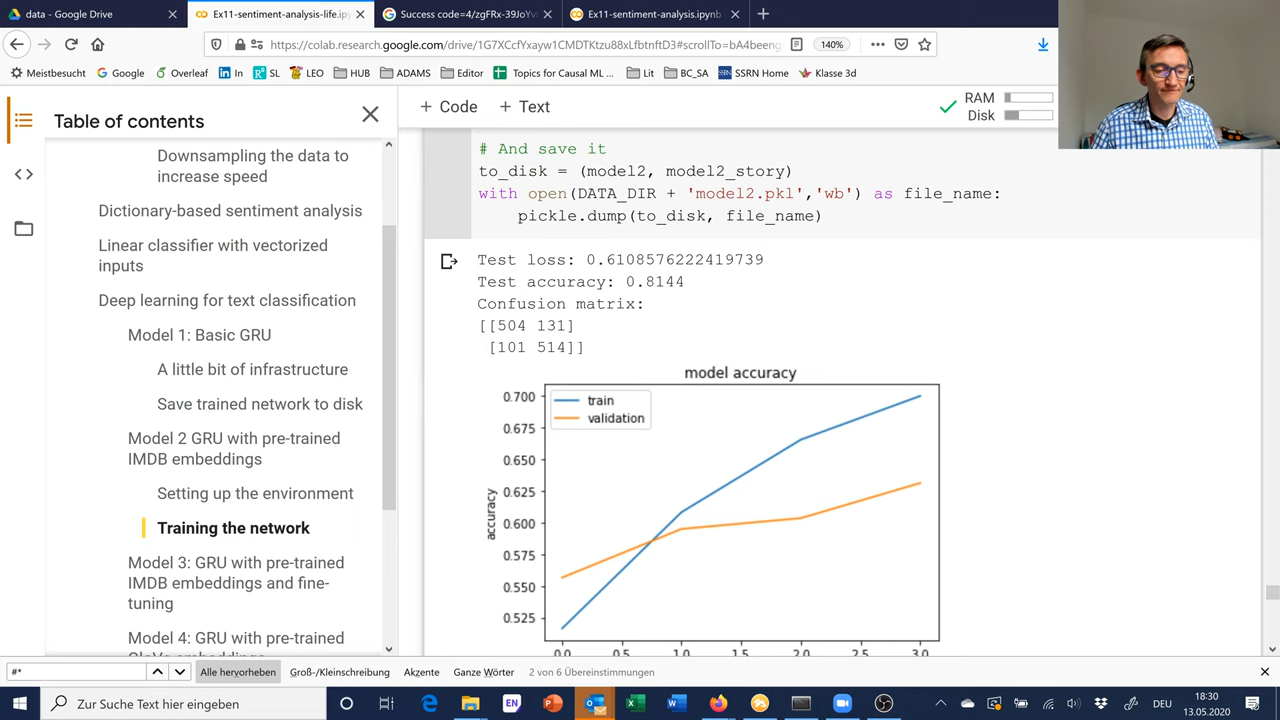 data - Google Drive
Ex11-sentiment-analysis-life.ipy
Success code=4/zgFRx-39JoYv
Ex11-sentiment-analysis.ipynb
https://colab.research.google.com/drive/1G7XCcfYxayw1CMDTKtzu88xLfbtnftD3#scrollTo=bA4beeng
140%
Meistbesucht
Google
Overleaf
In
SL
LEO
HUB
ADAMS
Editor
Topics for Causal ML ...
Lit
BC_SA
SSRN Home
Klasse 3d
Table of contents
+ Code
+ Text
RAM
Disk
Downsampling the data to
increase speed
Dictionary-based sentiment analysis
Linear classifier with vectorized
inputs
Deep learning for text classification
Model 1: Basic GRU
A little bit of infrastructure
Save trained network to disk
Model 2 GRU with pre-trained
IMDB embeddings
Setting up the environment
Training the network
Model 3: GRU with pre-trained
IMDB embeddings and fine-
tuning
Model 4: GRU with pre-trained
# And save it
to_disk = (model2, model2_story)
with open(DATA_DIR + 'model2.pkl','wb') as file_name:
pickle.dump(to_disk, file_name)
Test loss: 0.6108576222419739
Test accuracy: 0.8144
Confusion matrix:
[[504 131]
[101 514]]
model accuracy
train
validation
0.700
0.675
0.650
0.625
0.600
0.575
0.550
0.525
accuracy
0.0 0.5 1.0 1.5 2.0 2.5 3.0
#*
Alle hervorheben
Groß-/Kleinschreibung
Akzente
Ganze Wörter
2 von 6 Übereinstimmungen
Zur Suche Text hier eingeben
EN
DEU
18:30
13.05.2020